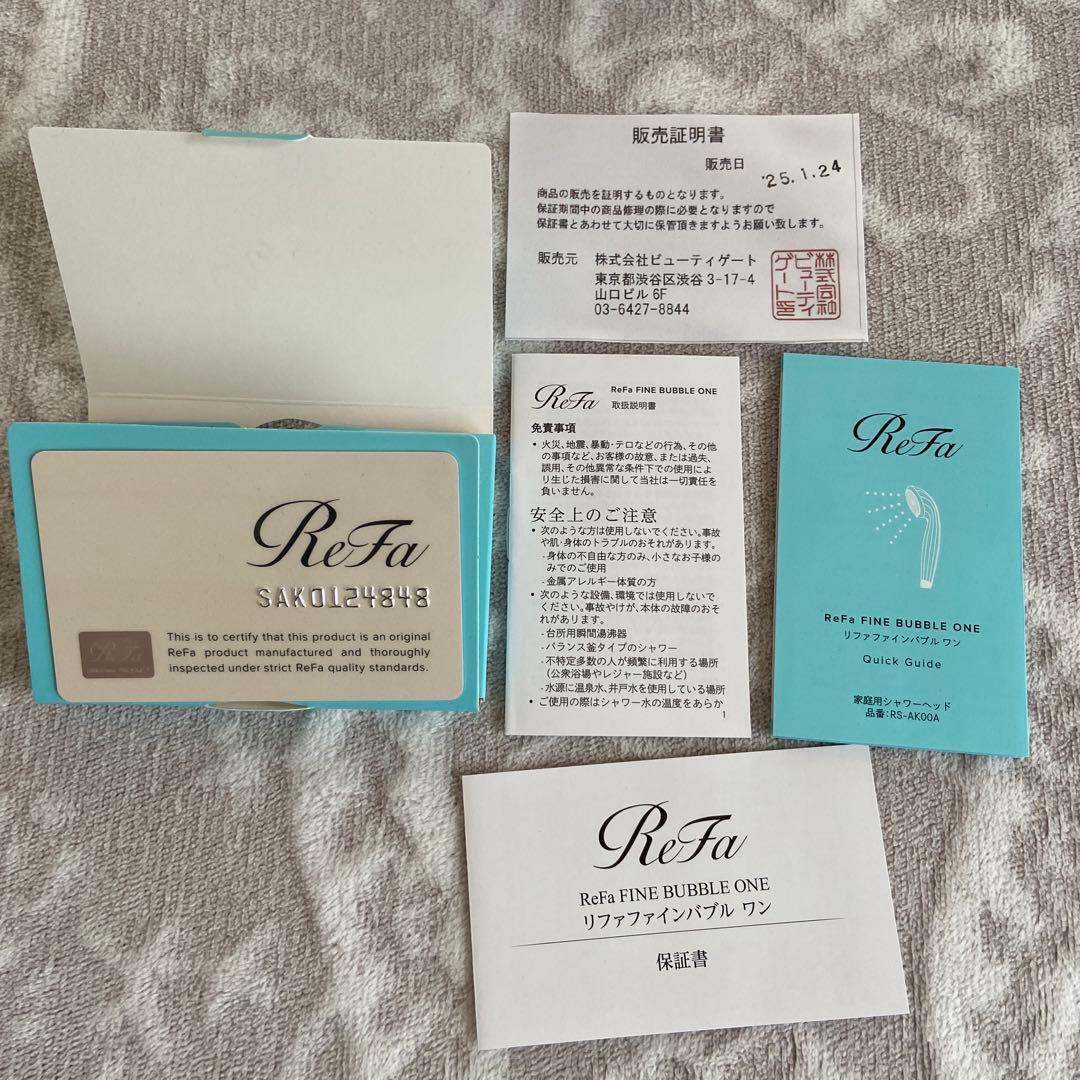 販売証明書
販売日
'25.1.24
商品の販売を証明するものとなります。
保証期間中の商品修理の際に必要となりますので
保証書とあわせて大切に保管頂きますようお願い致します。
販売元 株式会社ビューティゲート
東京都渋谷区渋谷 3-17-4
山口ビル 6F
03-6427-8844
株式会社
ビューティ
ゲート印
ReFa
SAK0124848
ReFa
This is to certify that this product is an original
ReFa product manufactured and thoroughly
inspected under strict ReFa quality standards.
ReFa
ReFa FINE BUBBLE ONE
取扱説明書
免責事項
• 火災、地震、暴動・テロなどの行為、その他
の事項など、お客様の故意、または過失、
誤用、その他異常な条件下での使用によ
り生じた損害に関して当社は一切責任を
負いません。
安全上のご注意
• 次のような方は使用しないでください。事故
や肌・身体のトラブルのおそれがあります。
- 身体の不自由な方のみ、小さなお子様の
みでのご使用
- 金属アレルギー体質の方
• 次のような設備、環境では使用しないで
ください。事故やけが、本体の故障のおそ
れがあります。
- 台所用瞬間湯沸器
- バランス釜タイプのシャワー
- 不特定多数の人が頻繁に利用する場所
（公衆浴場やレジャー施設など）
- 水源に温泉水、井戸水を使用している場所
• ご使用の際はシャワー水の温度をあらか
1
ReFa
ReFa FINE BUBBLE ONE
リファファインバブル ワン
Quick Guide
家庭用シャワーヘッド
品番:RS-AK00A
ReFa
ReFa FINE BUBBLE ONE
リファファインバブル ワン
保証書